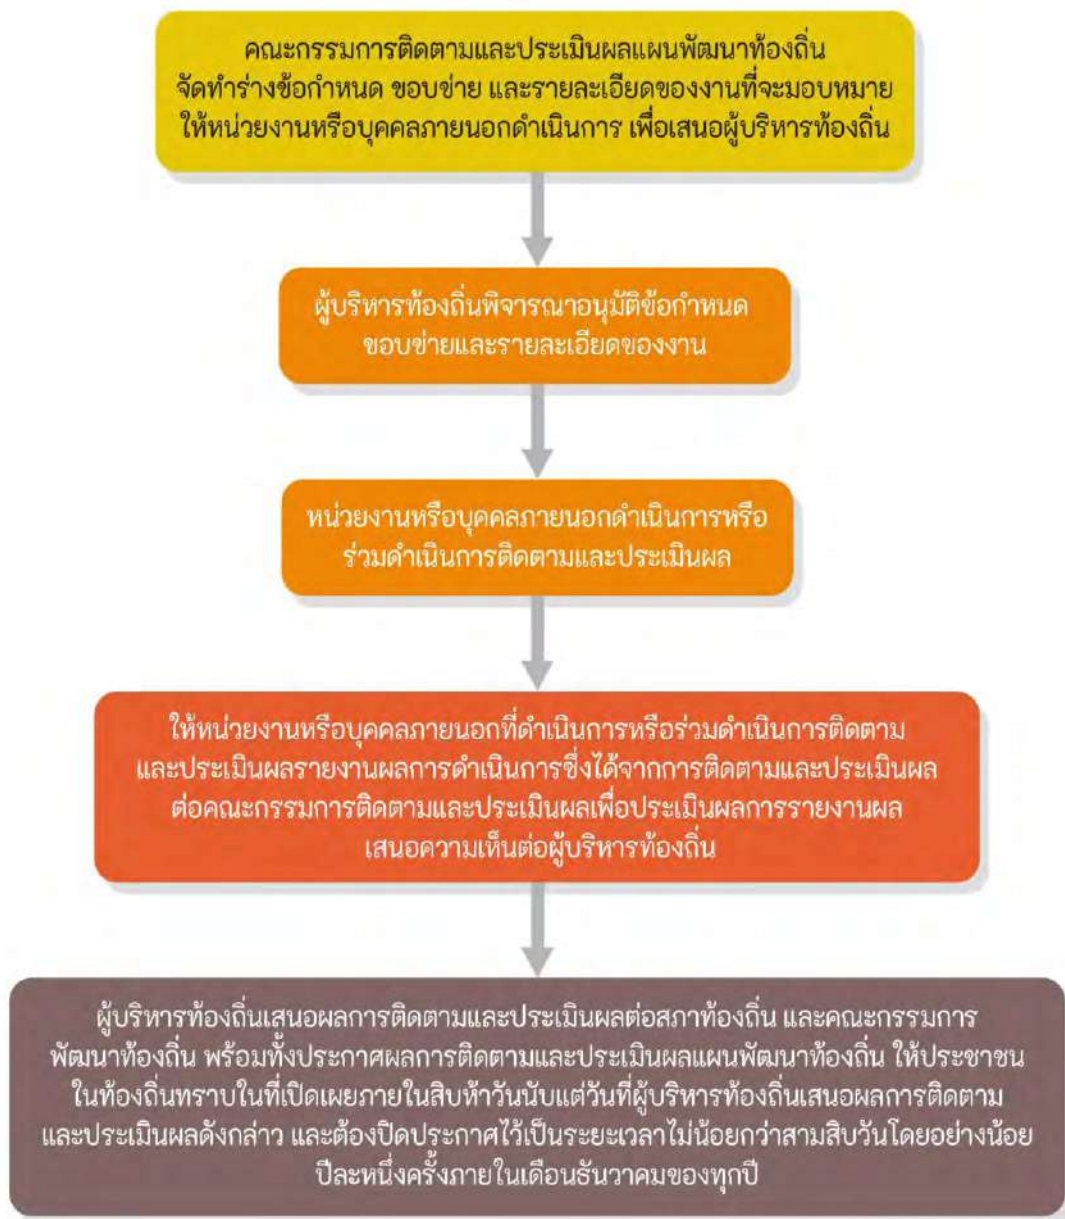 คณะกรรมการติดตามและประเมินผลแผนพัฒนาท้องถิ่น
จัดทำร่างข้อกำหนด ขอบข่าย และรายละเอียดของงานที่จะมอบหมาย
ให้หน่วยงานหรือบุคคลภายนอกดำเนินการ เพื่อเสนอผู้บริหารท้องถิ่น
ผู้บริหารท้องถิ่นพิจารณาอนุมัติข้อกำหนด
ขอบข่ายและรายละเอียดของงาน
หน่วยงานหรือบุคคลภายนอกดำเนินการหรือ
ร่วมดำเนินการติดตามและประเมินผล
ให้หน่วยงานหรือบุคคลภายนอกที่ดำเนินการหรือร่วมดำเนินการติดตาม
และประเมินผลรายงานผลการดำเนินการซึ่งได้จากการติดตามและประเมินผล
ต่อคณะกรรมการติดตามและประเมินผลเพื่อประเมินผลการรายงานผล
เสนอความเห็นต่อผู้บริหารท้องถิ่น
ผู้บริหารท้องถิ่นเสนอผลการติดตามและประเมินผลต่อสภาท้องถิ่น และคณะกรรมการ
พัฒนาท้องถิ่น พร้อมทั้งประกาศผลการติดตามและประเมินผลแผนพัฒนาท้องถิ่น ให้ประชาชน
ในท้องถิ่นทราบในที่เปิดเผยภายในสิบห้าวันนับแต่วันที่ผู้บริหารท้องถิ่นเสนอผลการติดตาม
และประเมินผลดังกล่าว และต้องปิดประกาศไว้เป็นระยะเวลาไม่น้อยกว่าสามสิบวันโดยอย่างน้อย
ปีละหนึ่งครั้งภายในเดือนธันวาคมของทุกปี